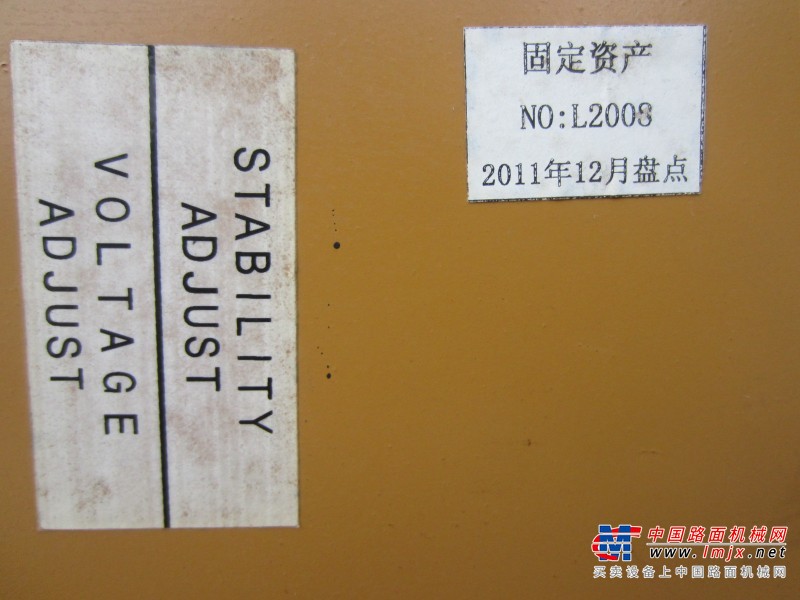 STABILITY
ADJUST
VOLTAGE
ADJUST
固定资产
NO:L2008
2011年12月盘点
中国路面机械网
www.lmjx.net
买卖设备上中国路面机械网